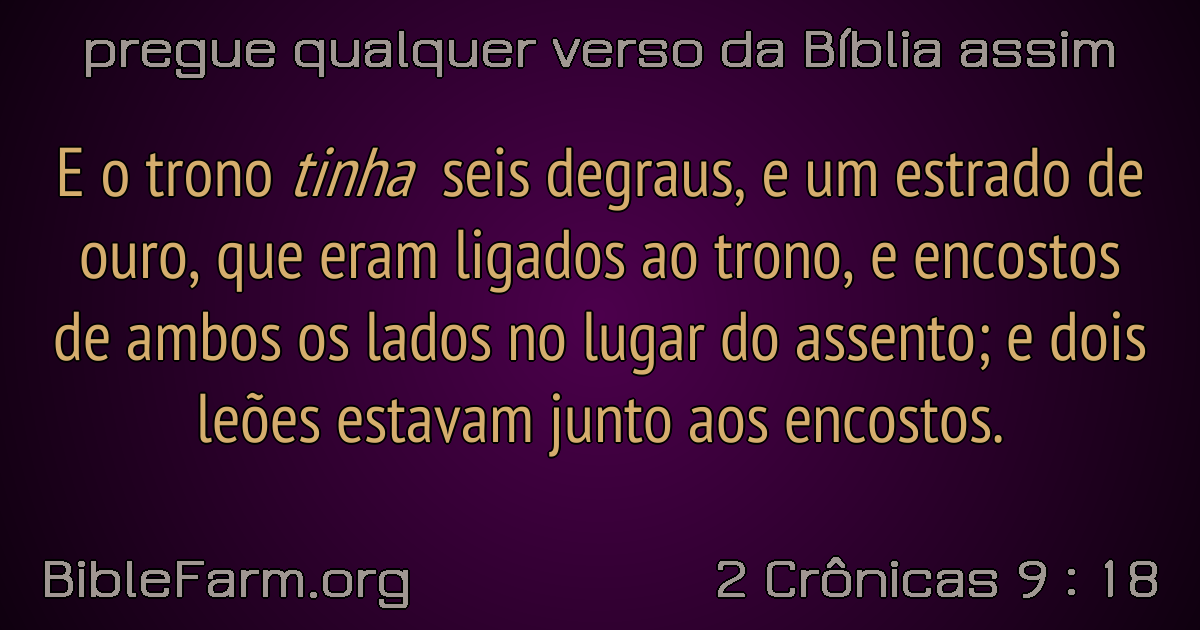 pregue qualquer verso da Bíblia assim
E o trono tinha seis degraus, e um estrado de
ouro, que eram ligados ao trono, e encostos
de ambos os lados no lugar do assento; e dois
leões estavam junto aos encostos.
BibleFarm.org
2 Crônicas 9 : 18